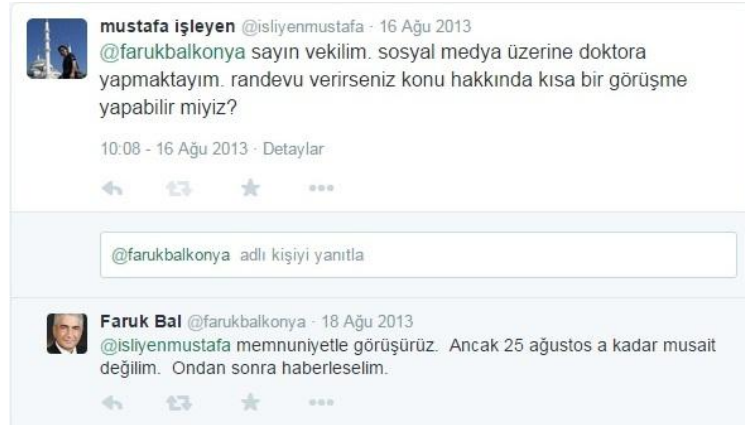 mustafa işleyen @isliyenmustafa · 16 Ağu 2013
@farukbalkonya sayın vekilim. sosyal medya üzerine doktora
yapmaktayım. randevu verirseniz konu hakkında kısa bir görüşme
yapabilir miyiz?
10:08 - 16 Ağu 2013 · Detaylar
@farukbalkonya adlı kişiyi yanıtla
Faruk Bal @farukbalkonya · 18 Ağu 2013
@isliyenmustafa memnuniyetle görüşürüz. Ancak 25 ağustos a kadar musait
değilim. Ondan sonra haberleselim.